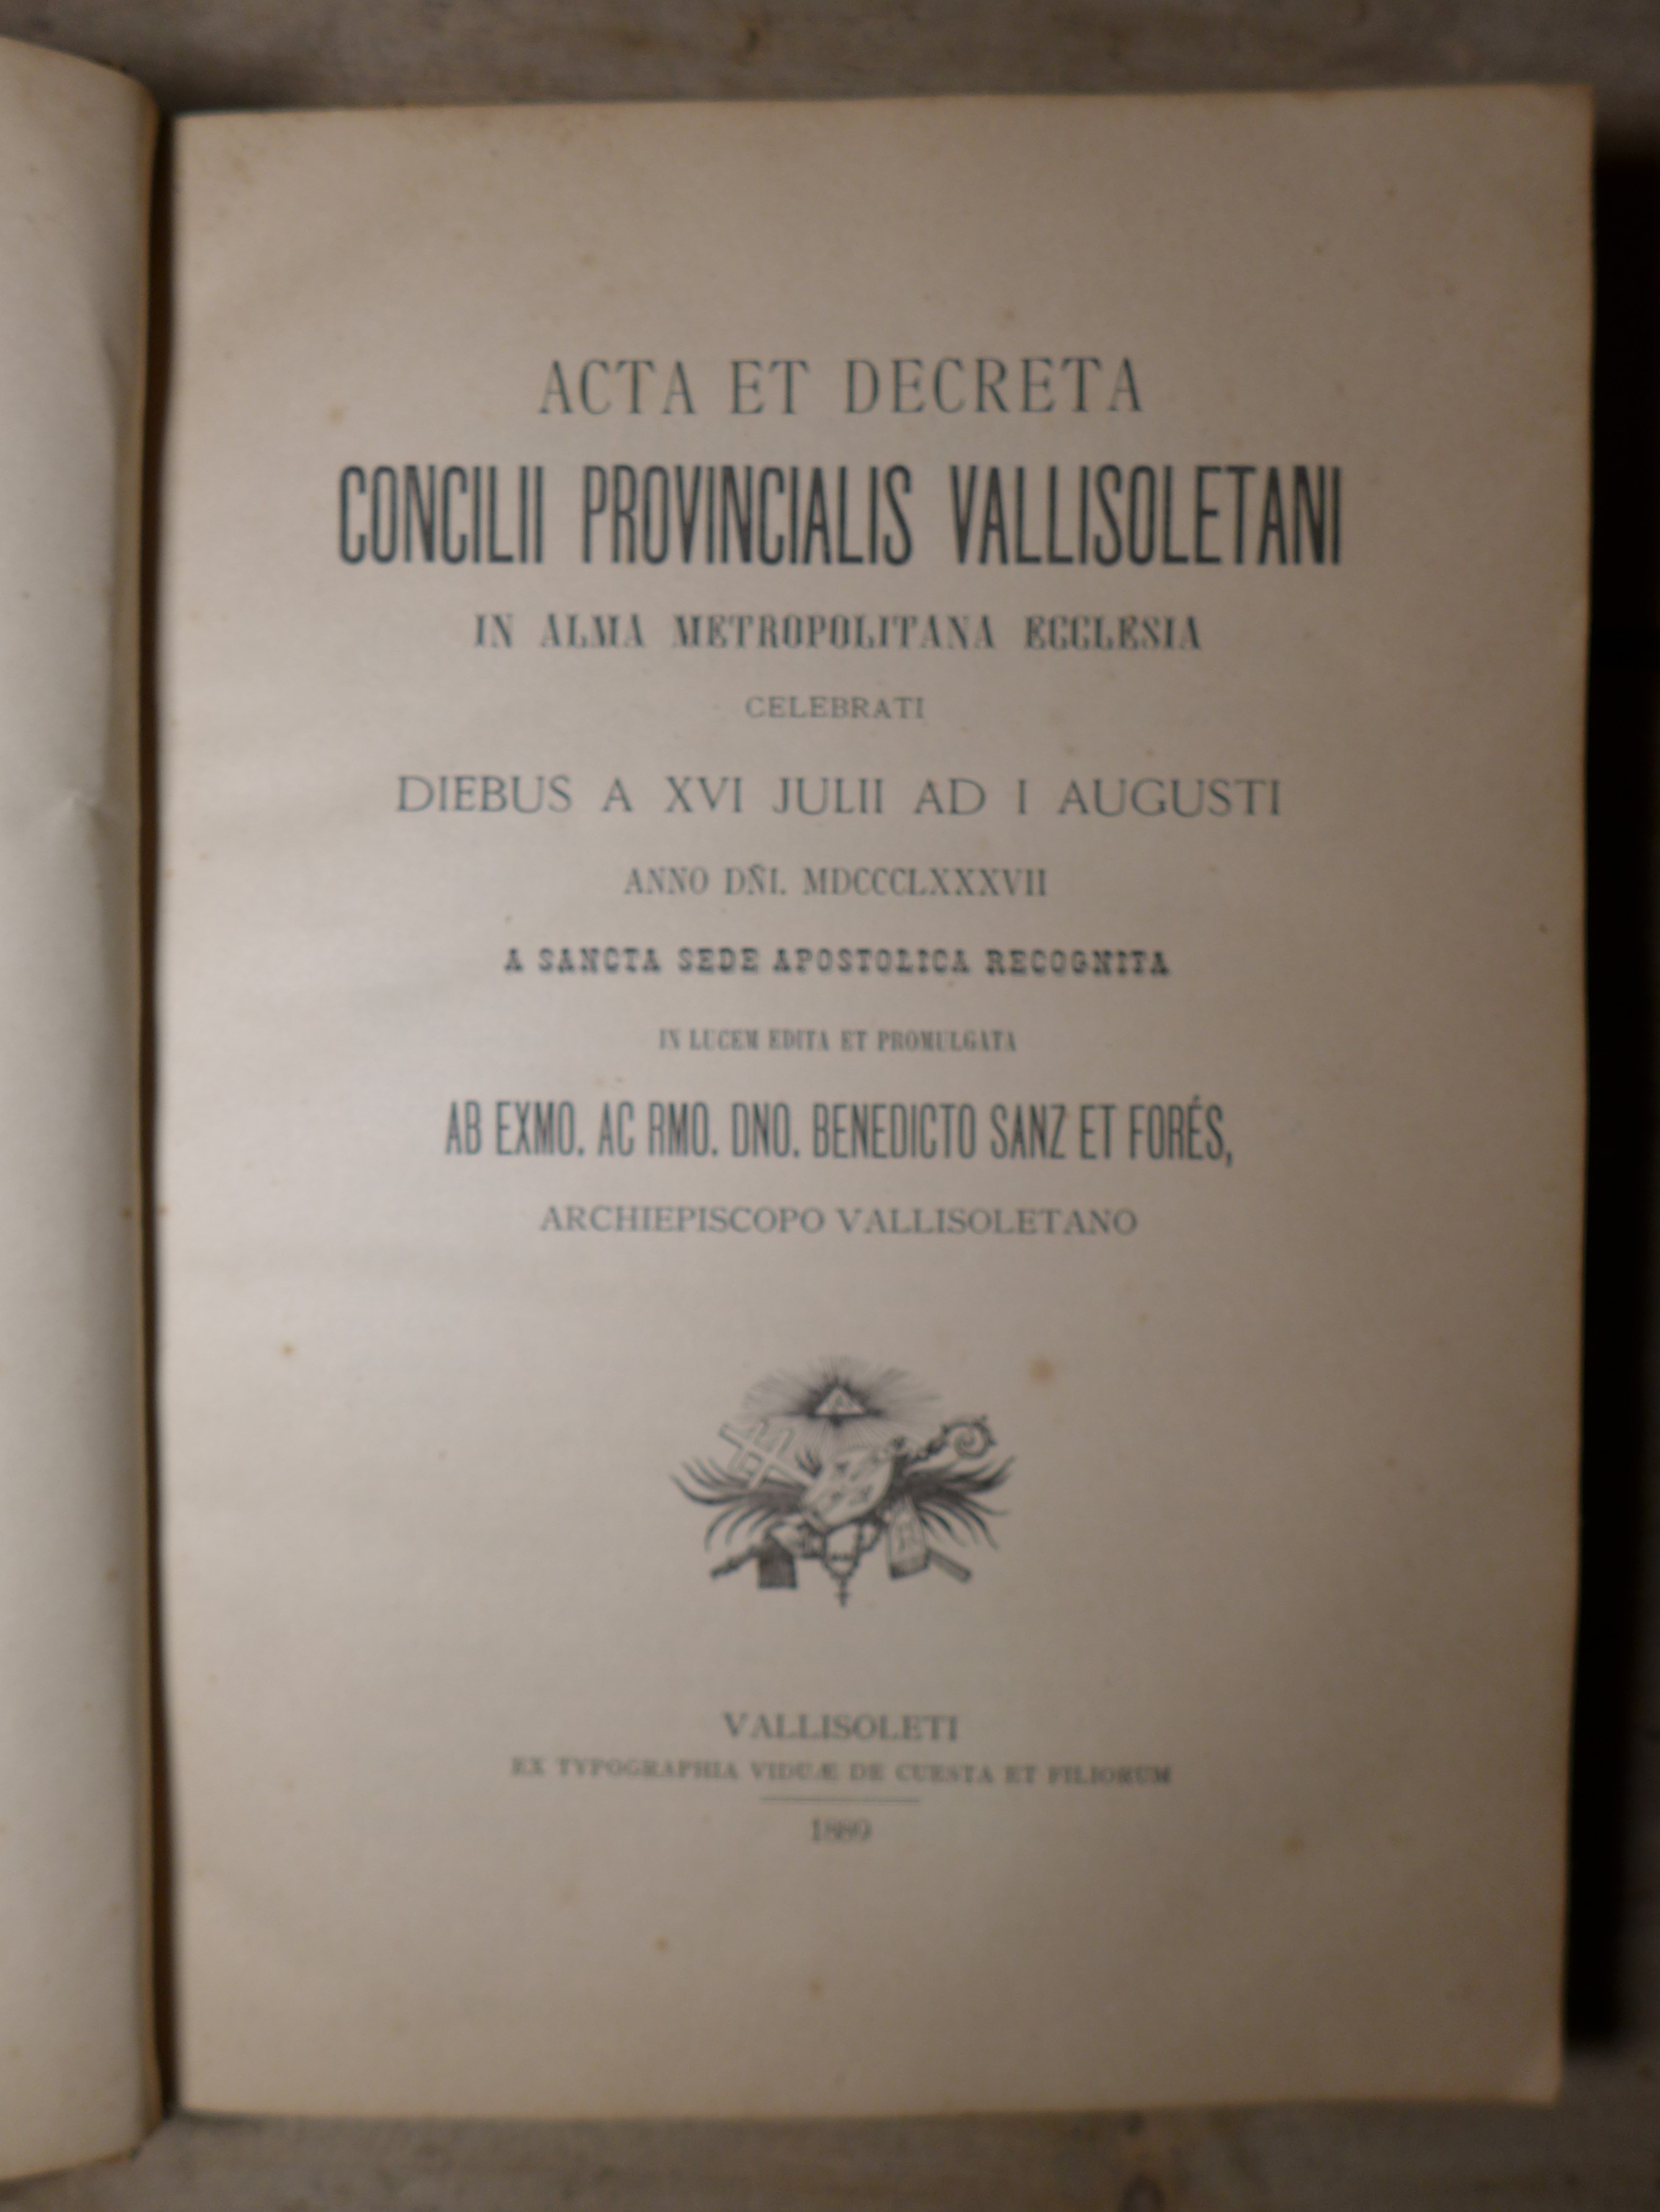 ACTA ET DECRETA
CONCILII PROVINCIALIS VALLISOLETANI
IN ALMA METROPOLITANA ECCLESIA
CELEBRATI
DIEBUS A XVI JULII AD I AUGUSTI
ANNO DÑI. MDCCCLXXXVII
A SANCTA SEDE APOSTOLICA RECOGNITA
IN LUCEM EDITA ET PROMULGATA
AB EXMO. AC RMO. DNO. BENEDICTO SANZ ET FORÉS,
ARCHIEPISCOPO VALLISOLETANO
VALLISOLETI
EX TYPOGRAPHIA VIDUÆ DE CUESTA ET FILIORUM
1889